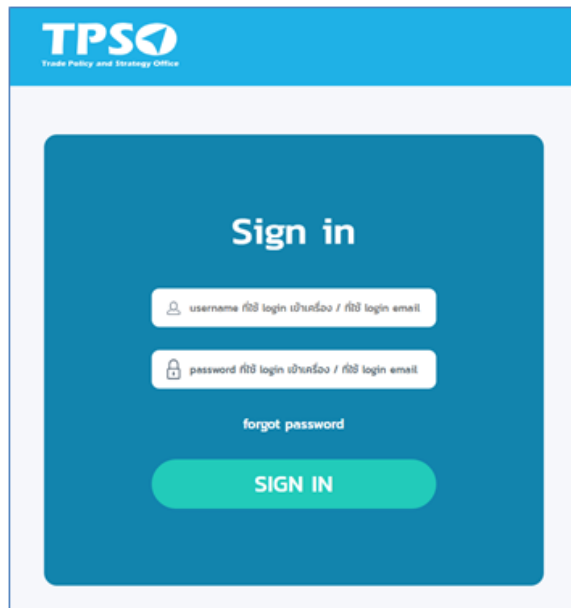 TPSO
Trade Policy and Strategy Office
Sign in
username ที่ใช้ login เข้าเครื่อง / ที่ใช้ login email
password ที่ใช้ login เข้าเครื่อง / ที่ใช้ login email
forgot password
SIGN IN